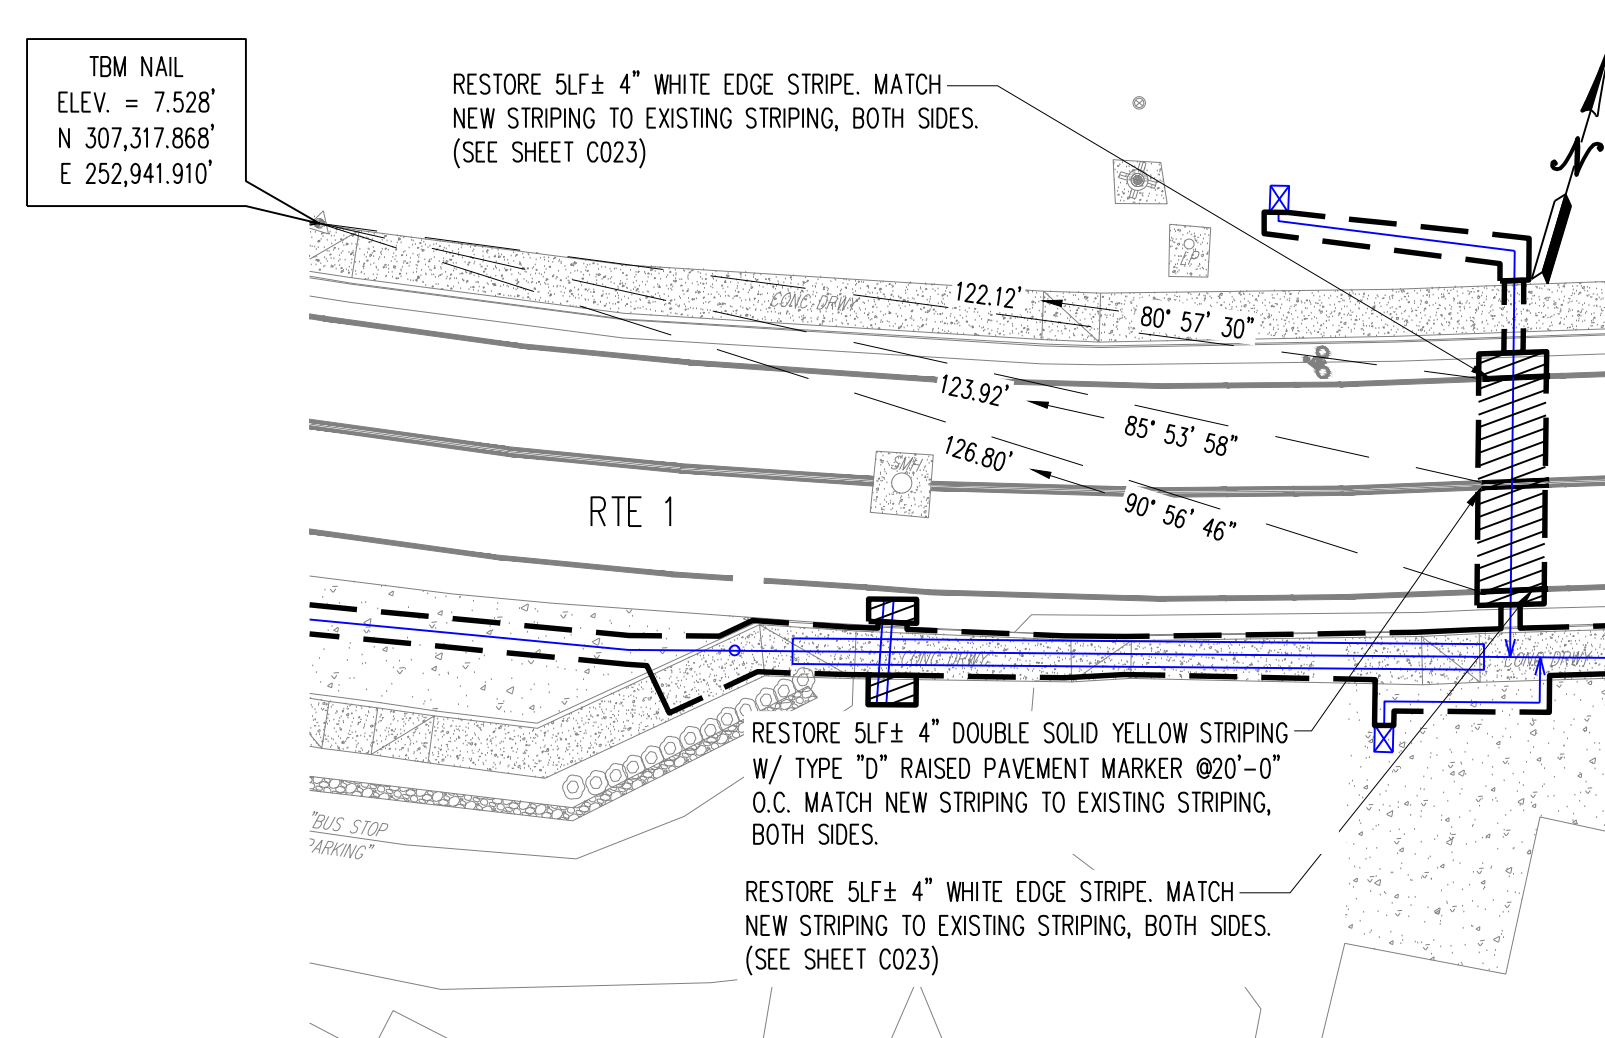 TBM NAIL
ELEV. = 7.528'
N 307,317.868'
E 252,941.910'
RESTORE 5LF± 4" WHITE EDGE STRIPE. MATCH
NEW STRIPING TO EXISTING STRIPING, BOTH SIDES.
(SEE SHEET C023)
N
EP
CONC DRWY
122.12'
80° 57' 30"
123.92'
85° 53' 58"
126.80'
90° 56' 46"
SMH
RTE 1
CONC DRWY
CONC DRWY
RESTORE 5LF± 4" DOUBLE SOLID YELLOW STRIPING
W/ TYPE "D" RAISED PAVEMENT MARKER @20'-0"
O.C. MATCH NEW STRIPING TO EXISTING STRIPING,
BOTH SIDES.
"BUS STOP
PARKING"
RESTORE 5LF± 4" WHITE EDGE STRIPE. MATCH
NEW STRIPING TO EXISTING STRIPING, BOTH SIDES.
(SEE SHEET C023)